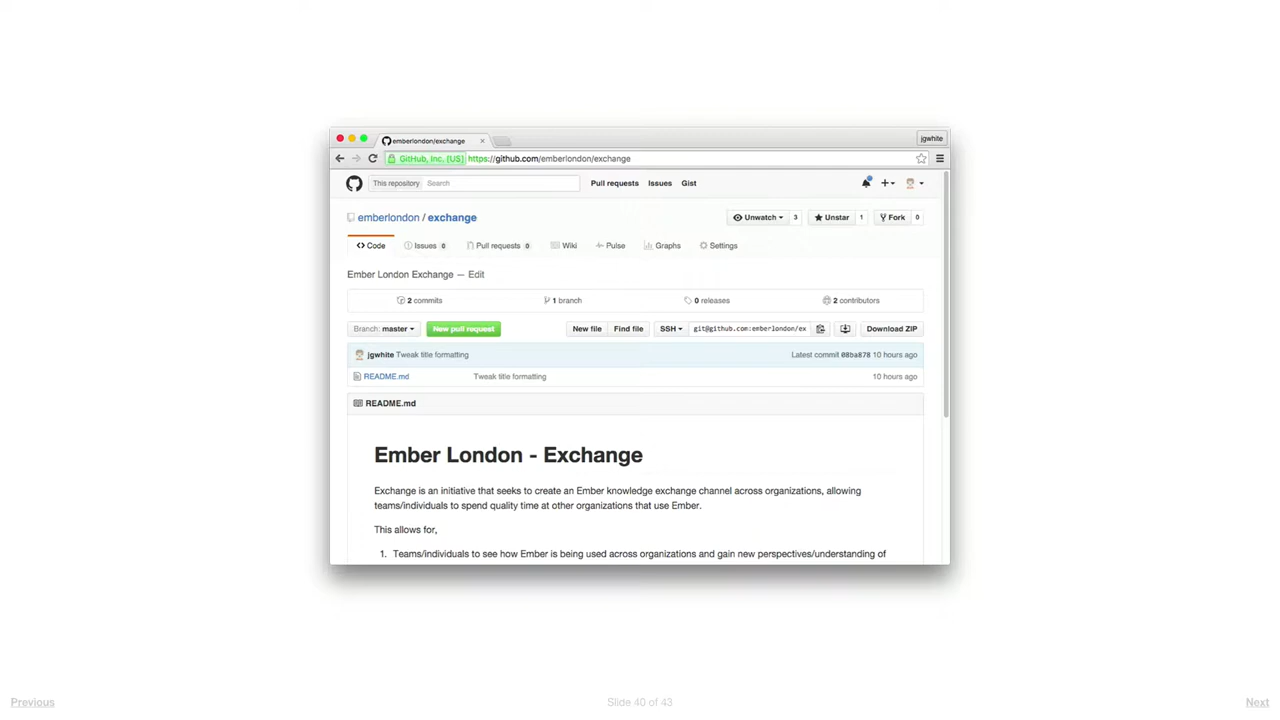 emberlondon/exchange
jgwhite
GitHub, Inc. [US] https://github.com/emberlondon/exchange
This repository Search Pull requests Issues Gist
emberlondon / exchange Unwatch 3 Unstar 1 Fork 0
Code Issues 0 Pull requests 0 Wiki Pulse Graphs Settings
Ember London Exchange — Edit
2 commits 1 branch 0 releases 2 contributors
Branch: master New pull request New file Find file SSH git@github.com:emberlondon/ex Download ZIP
jgwhite Tweak title formatting Latest commit 08ba878 10 hours ago
README.md Tweak title formatting 10 hours ago
README.md
Ember London - Exchange
Exchange is an initiative that seeks to create an Ember knowledge exchange channel across organizations, allowing
teams/individuals to spend quality time at other organizations that use Ember.
This allows for,
1. Teams/individuals to see how Ember is being used across organizations and gain new perspectives/understanding of
Previous Slide 40 of 43 Next